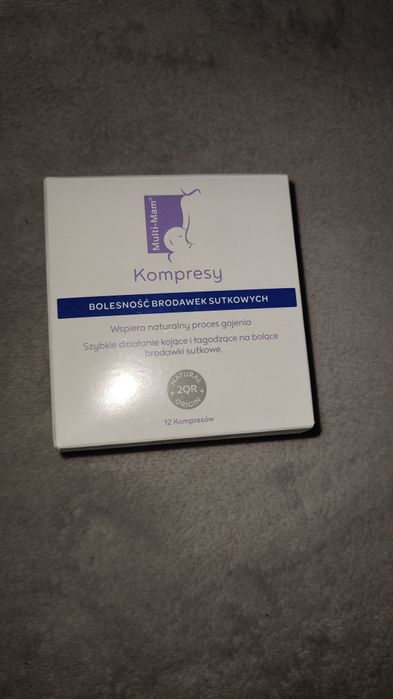 Multi-Mam®
Kompresy
BOLESNOŚĆ BRODAWEK SUTKOWYCH
Wspiera naturalny proces gojenia
Szybkie działanie kojące i łagodzące na bolące
brodawki sutkowe.
NATURAL
2QR
ORIGIN
12 Kompresów